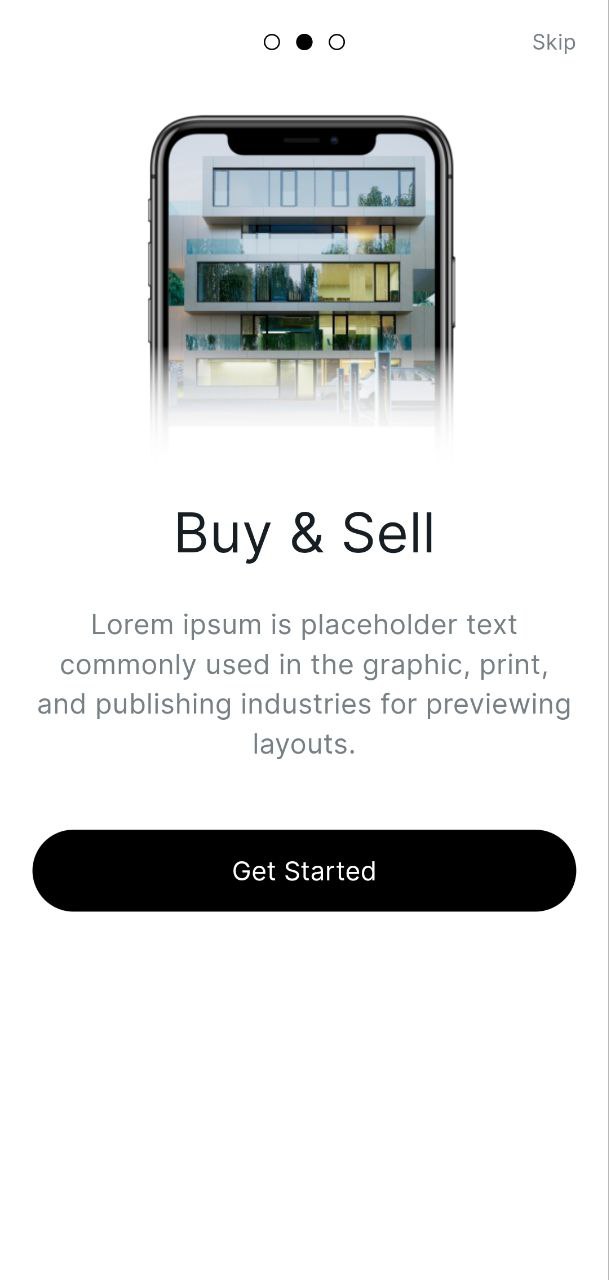 Skip
Buy & Sell
Lorem ipsum is placeholder text
commonly used in the graphic, print,
and publishing industries for previewing
layouts.
Get Started